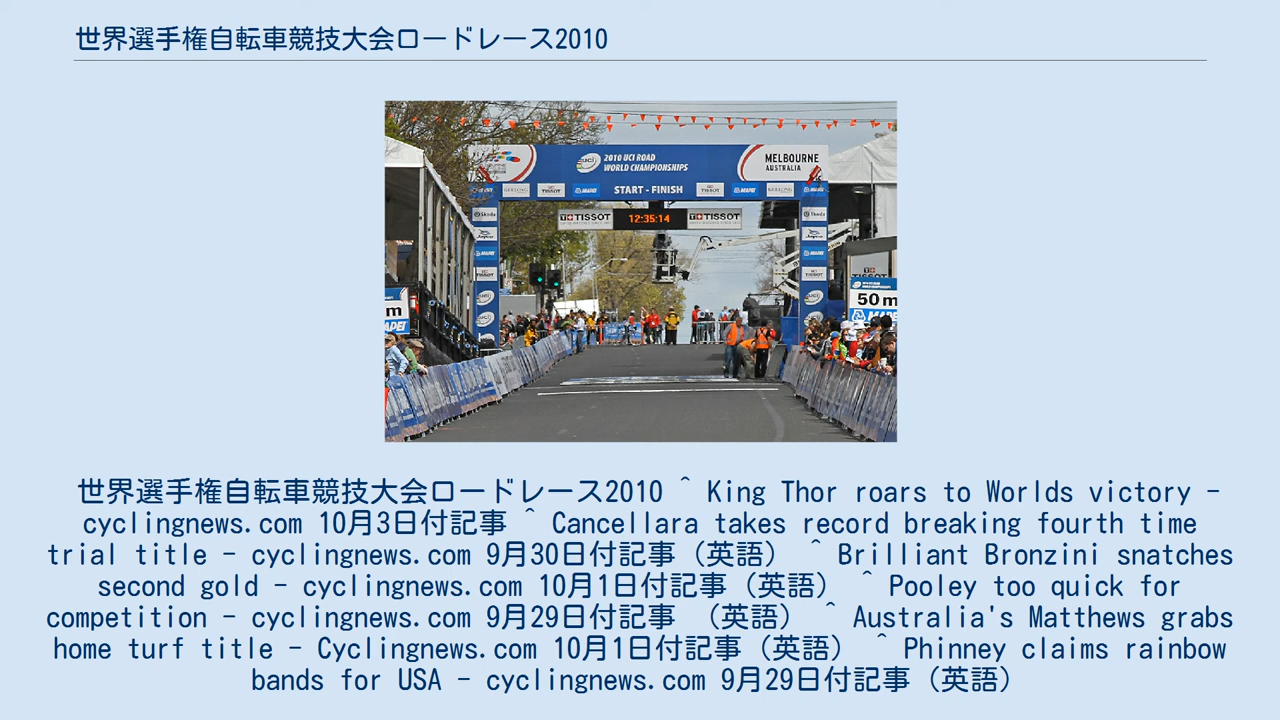 世界選手権自転車競技大会ロードレース2010
2010 UCI ROAD
WORLD CHAMPIONSHIPS
MELBOURNE
AUSTRALIA
START - FINISH
TISSOT
12:35:14
TISSOT
50 m
MAPEI
世界選手権自転車競技大会ロードレース2010 ^ King Thor roars to Worlds victory -
cyclingnews.com 10月3日付記事 ^ Cancellara takes record breaking fourth time
trial title - cyclingnews.com 9月30日付記事（英語） ^ Brilliant Bronzini snatches
second gold - cyclingnews.com 10月1日付記事（英語） ^ Pooley too quick for
competition - cyclingnews.com 9月29日付記事 （英語） ^ Australia's Matthews grabs
home turf title - Cyclingnews.com 10月1日付記事（英語） ^ Phinney claims rainbow
bands for USA - cyclingnews.com 9月29日付記事（英語）